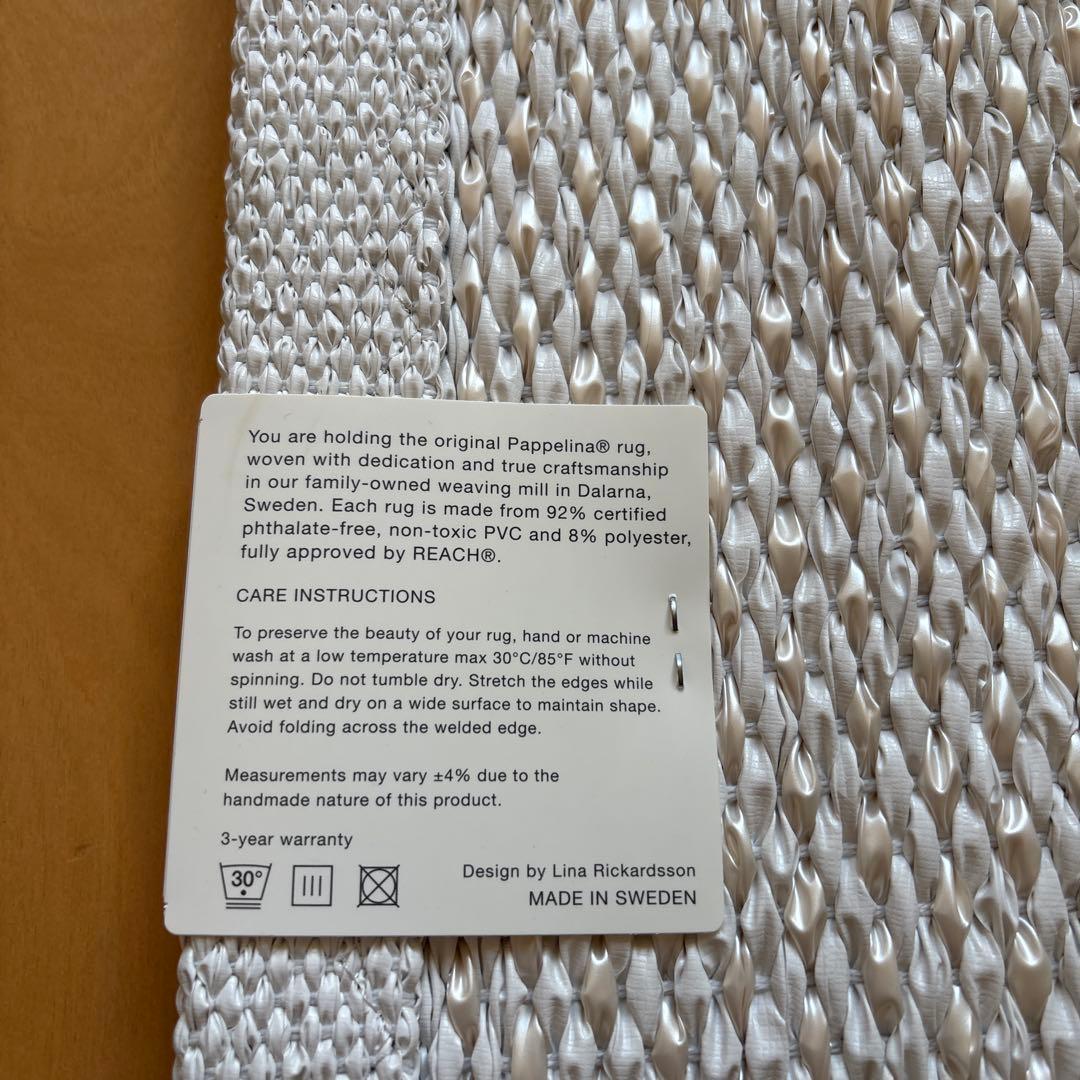 You are holding the original Pappelina® rug,
woven with dedication and true craftsmanship
in our family-owned weaving mill in Dalarna,
Sweden. Each rug is made from 92% certified
phthalate-free, non-toxic PVC and 8% polyester,
fully approved by REACH®.
CARE INSTRUCTIONS
To preserve the beauty of your rug, hand or machine
wash at a low temperature max 30°C/85°F without
spinning. Do not tumble dry. Stretch the edges while
still wet and dry on a wide surface to maintain shape.
Avoid folding across the welded edge.
Measurements may vary ±4% due to the
handmade nature of this product.
3-year warranty
30°
Design by Lina Rickardsson
MADE IN SWEDEN